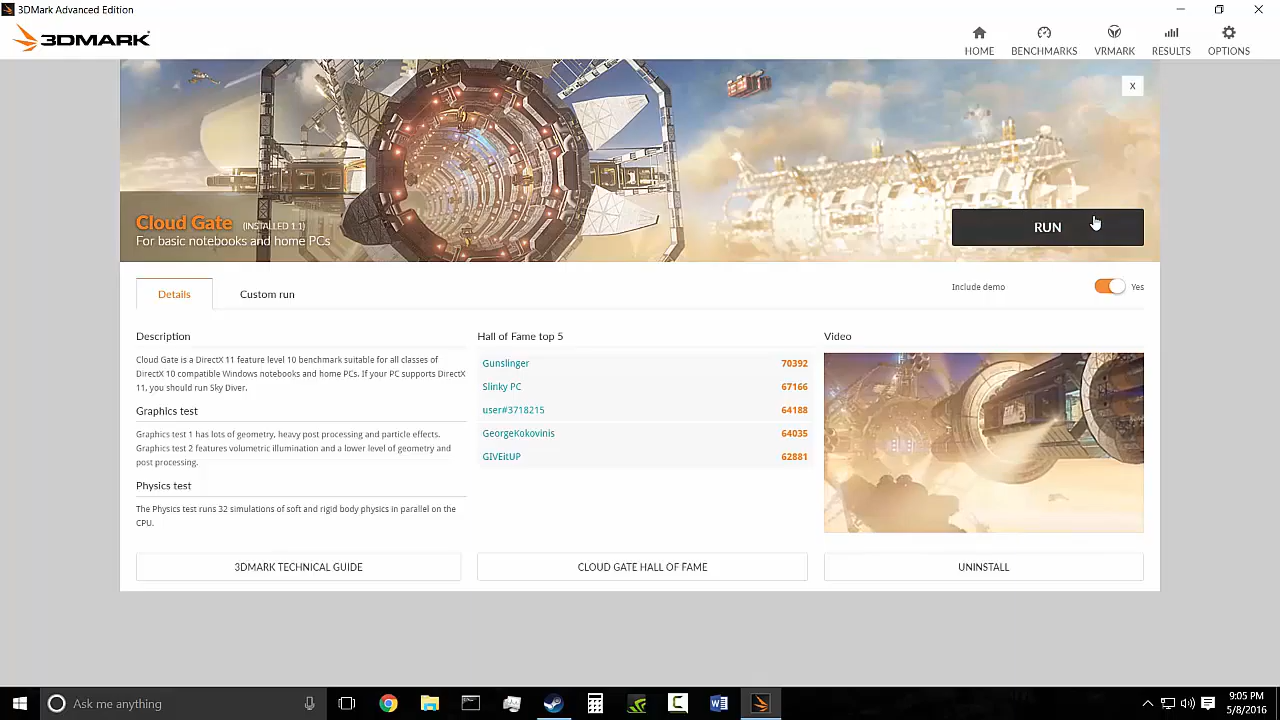 3DMark Advanced Edition
3DMARK
HOME BENCHMARKS VRMARK RESULTS OPTIONS
X
Cloud Gate (INSTALLED 1.1)
For basic notebooks and home PCs
RUN
Details Custom run
Include demo Yes
Description
Cloud Gate is a DirectX 11 feature level 10 benchmark suitable for all classes of
DirectX 10 compatible Windows notebooks and home PCs. If your PC supports DirectX
11, you should run Sky Diver.
Graphics test
Graphics test 1 has lots of geometry, heavy post processing and particle effects.
Graphics test 2 features volumetric illumination and a lower level of geometry and
post processing.
Physics test
The Physics test runs 32 simulations of soft and rigid body physics in parallel on the
CPU.
Hall of Fame top 5
Gunslinger 70392
Slinky PC 67166
user#3718215 64188
GeorgeKokovinis 64035
GIVEitUP 62881
Video
3DMARK TECHNICAL GUIDE
CLOUD GATE HALL OF FAME
UNINSTALL
Ask me anything
9:05 PM
5/8/2016